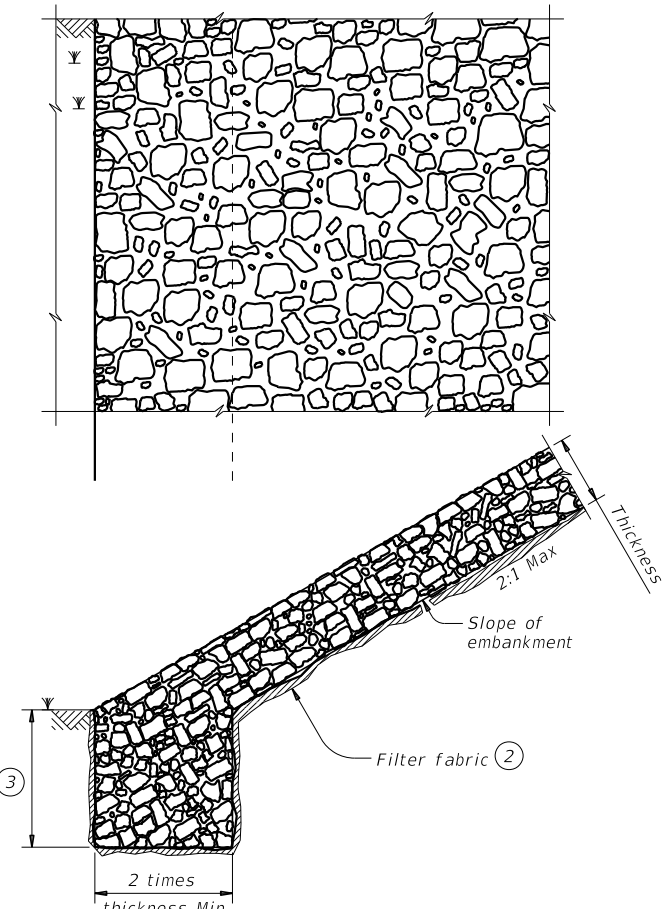 Thickness
2:1 Max
Slope of
embankment
Filter fabric 2
3
2 times
thickness Min